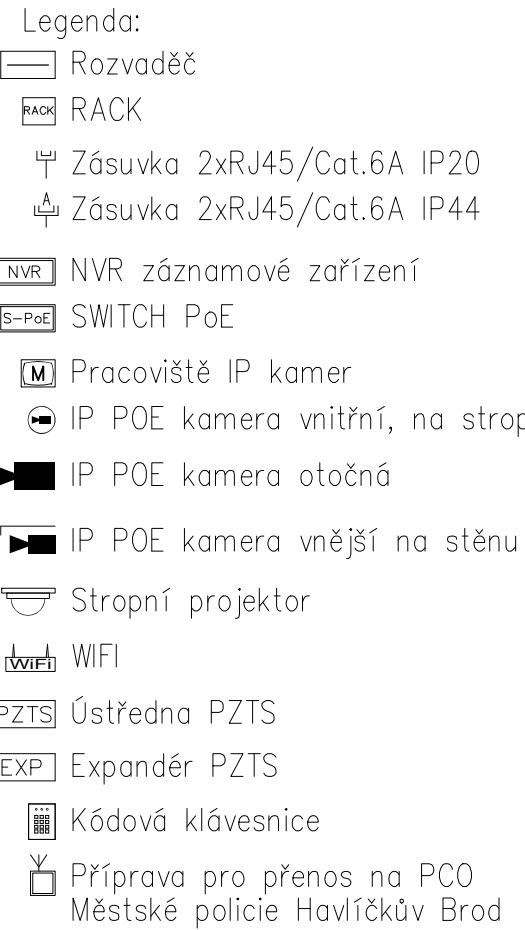 Legenda:
Rozvaděč
RACK RACK
Zásuvka 2xRJ45/Cat.6A IP20
A Zásuvka 2xRJ45/Cat.6A IP44
NVR NVR záznamové zařízení
S-PoE SWITCH PoE
M Pracoviště IP kamer
IP POE kamera vnitřní, na strop
IP POE kamera otočná
IP POE kamera vnější na stěnu
Stropní projektor
WiFi WIFI
PZTS Ústředna PZTS
EXP Expandér PZTS
Kódová klávesnice
Příprava pro přenos na PCO
Městské policie Havlíčkův Brod